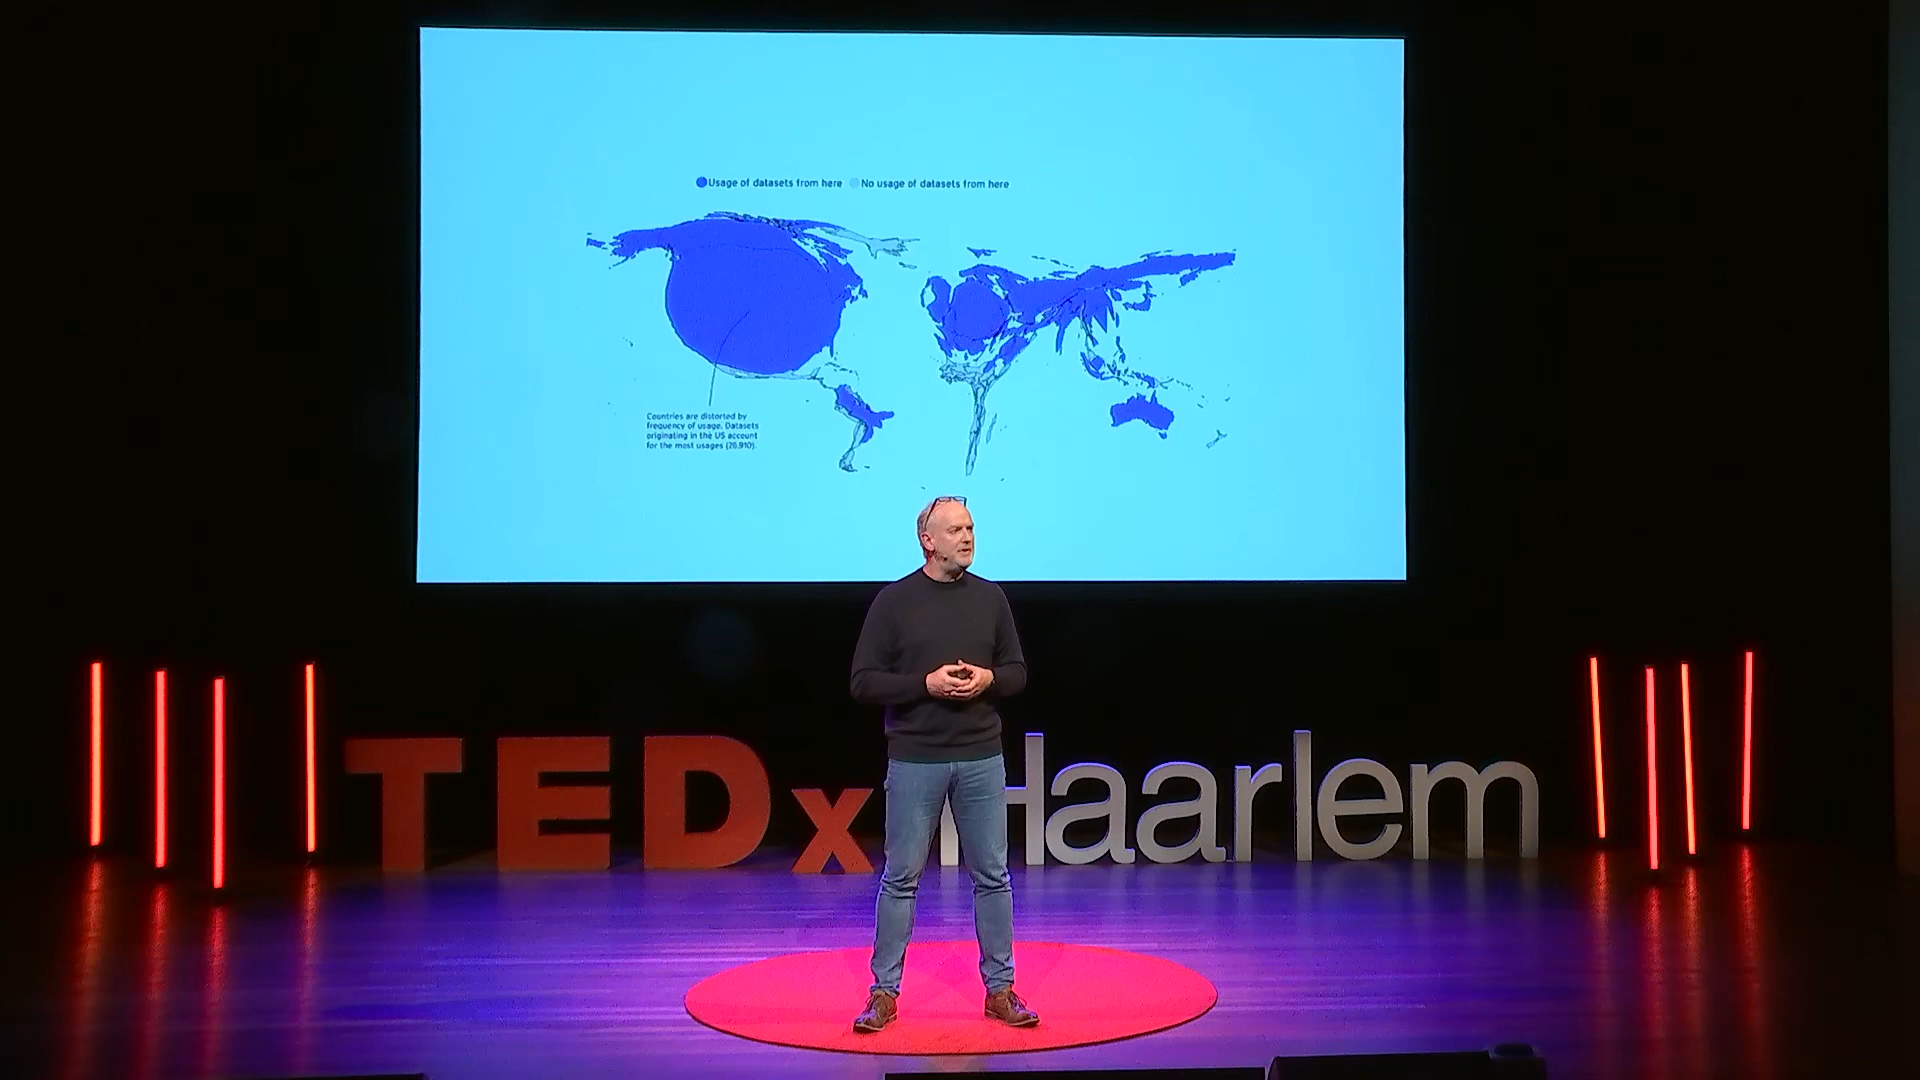 Usage of datasets from here No usage of datasets from here
Countries are distorted by
frequency of usage. Datasets
originating in the US account
for the most usages (26,910).
TEDx Haarlem